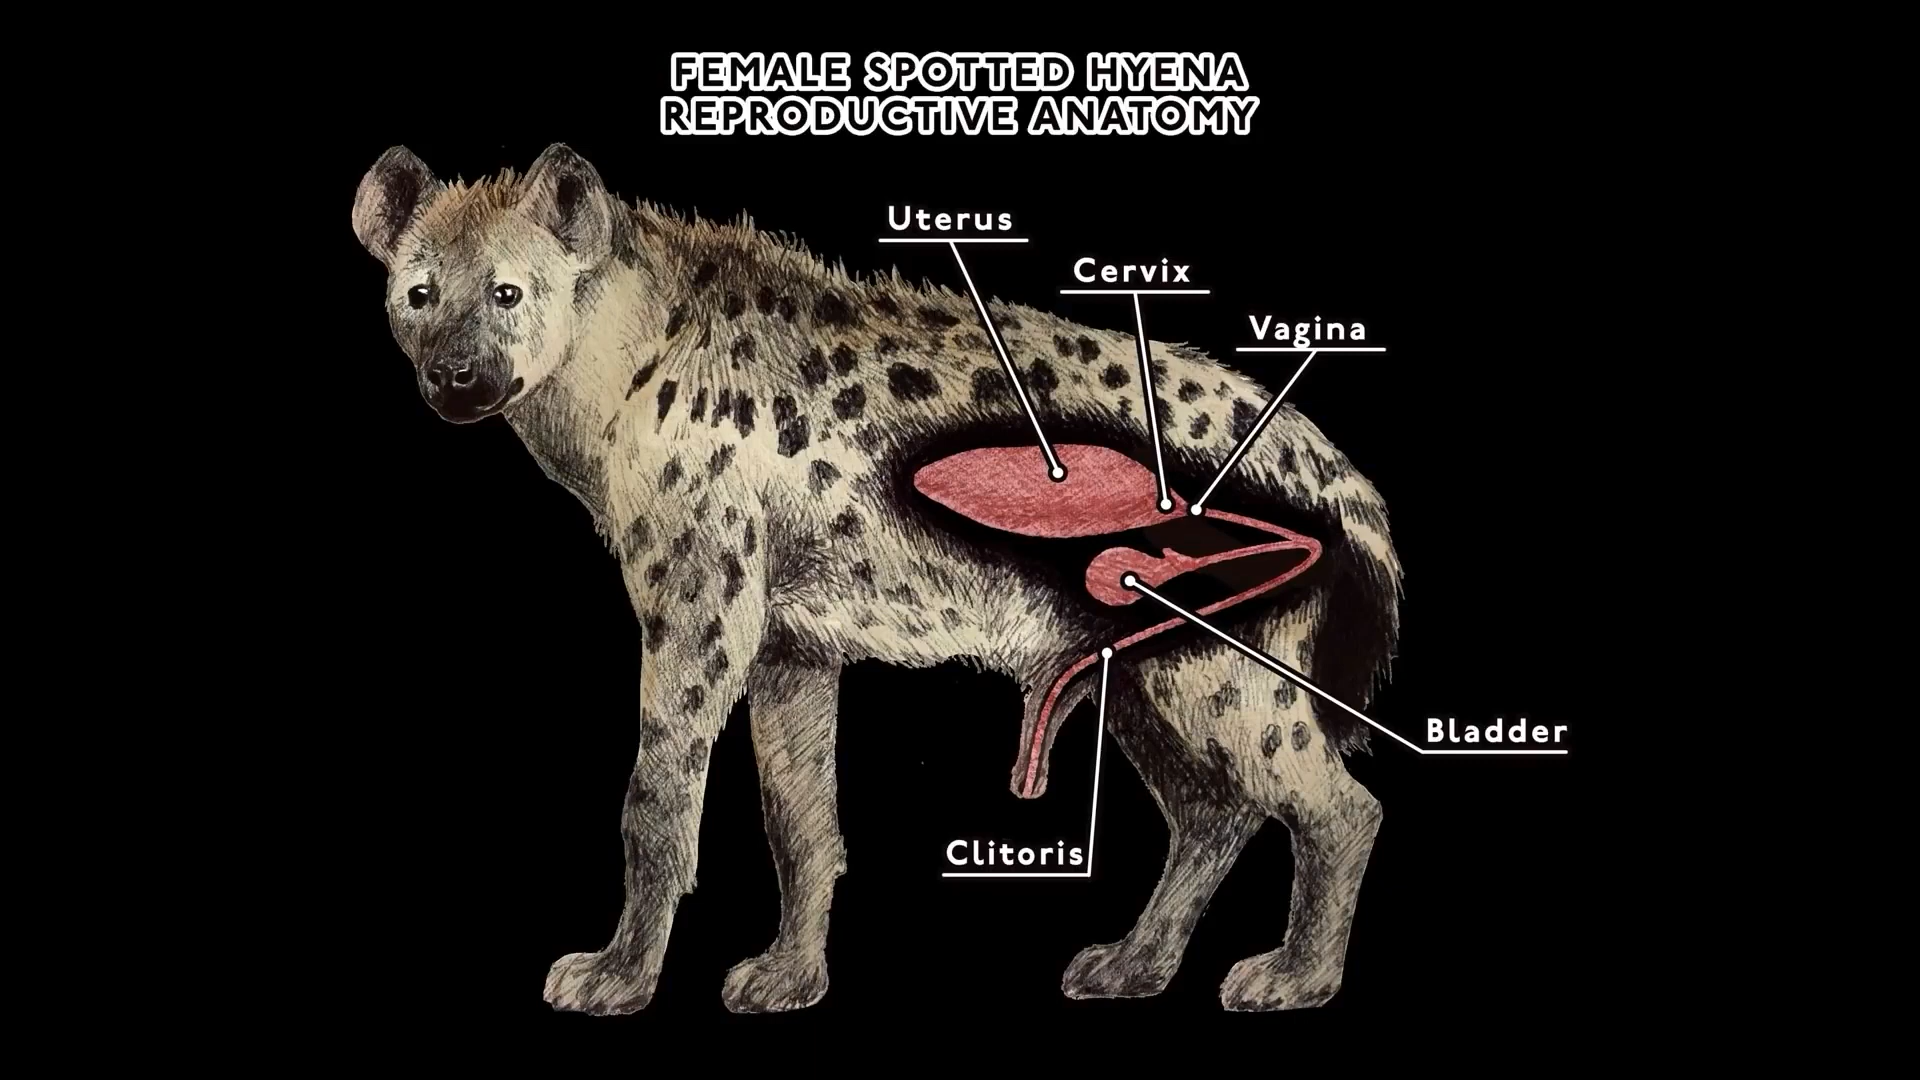 FEMALE SPOTTED HYENA
REPRODUCTIVE ANATOMY
Uterus
Cervix
Vagina
Bladder
Clitoris